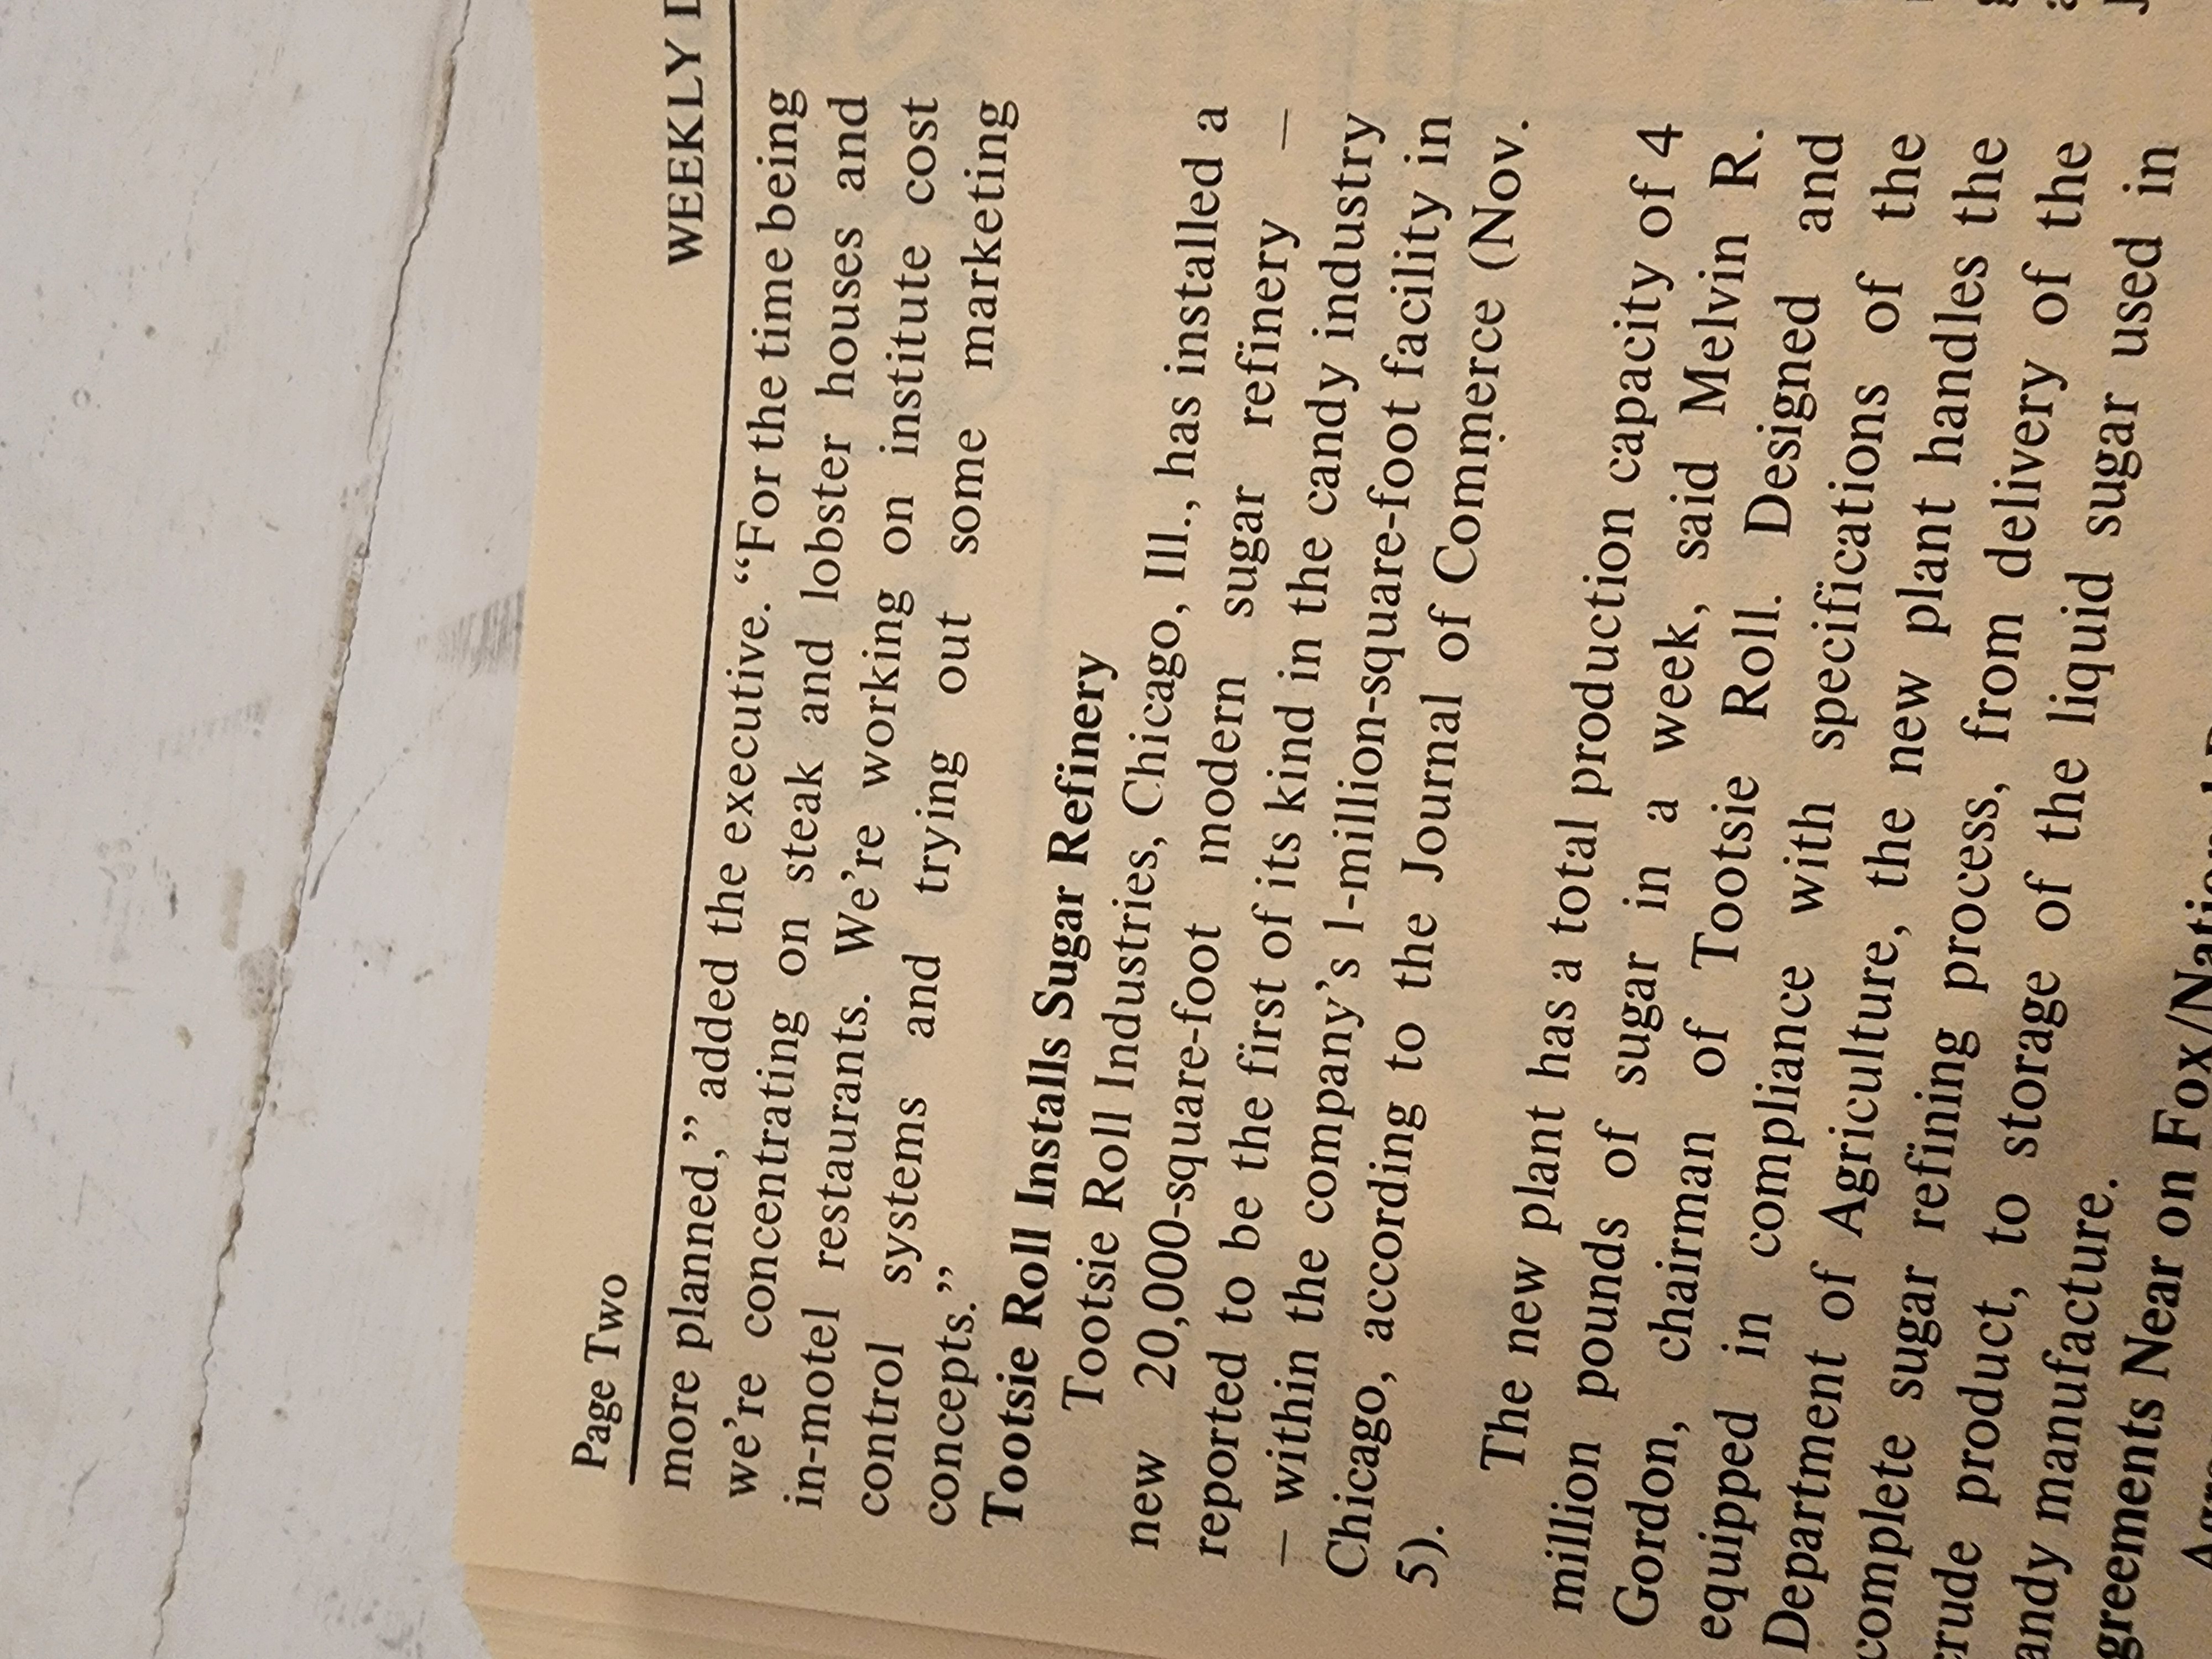 Page Two
WEEKLY
more planned,” added the executive. “For the time being
we’re concentrating on steak and lobster houses and
in-motel restaurants. We’re working on institute cost
control systems and trying out some marketing
concepts.”
Tootsie Roll Installs Sugar Refinery
Tootsie Roll Industries, Chicago, Ill., has installed a
new 20,000-square-foot modern sugar refinery –
reported to be the first of its kind in the candy industry
– within the company’s 1-million-square-foot facility in
Chicago, according to the Journal of Commerce (Nov.
5).
The new plant has a total production capacity of 4
million pounds of sugar in a week, said Melvin R.
Gordon, chairman of Tootsie Roll. Designed and
equipped in compliance with specifications of the
Department of Agriculture, the new plant handles the
complete sugar refining process, from delivery of the
crude product, to storage of the liquid sugar used in
andy manufacture.
greements Near on Fox/Nation